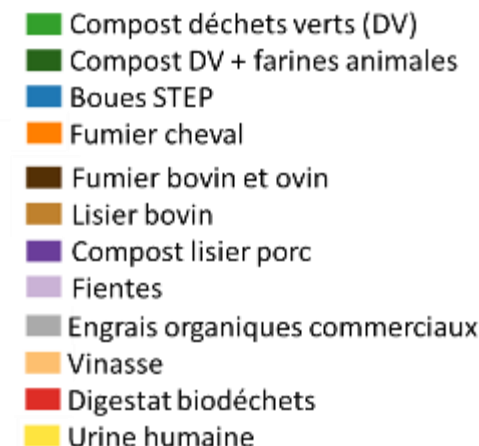 Compost déchets verts (DV)
Compost DV + farines animales
Boues STEP
Fumier cheval
Fumier bovin et ovin
Lisier bovin
Compost lisier porc
Fientes
Engrais organiques commerciaux
Vinasse
Digestat biodéchets
Urine humaine